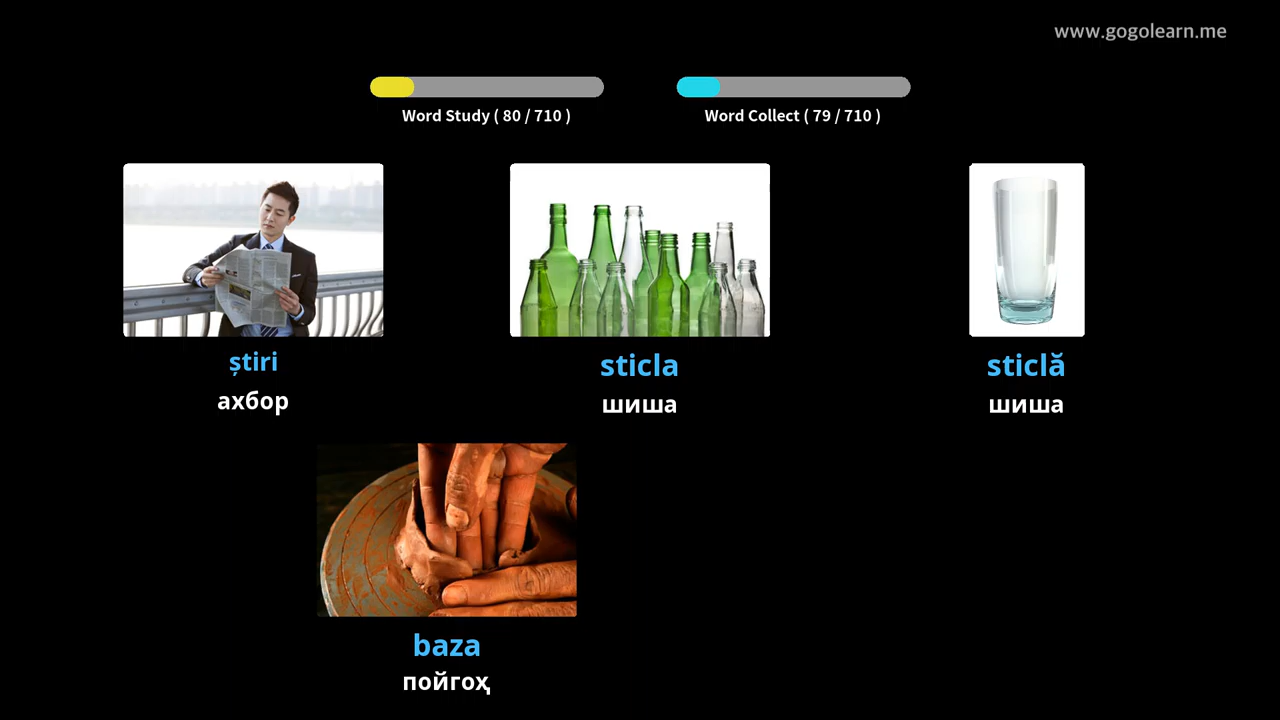 www.gogolearn.me
Word Study ( 80 / 710 )
Word Collect ( 79 / 710 )
știri
ахбор
sticla
шиша
sticlă
шиша
baza
пойгоҳ